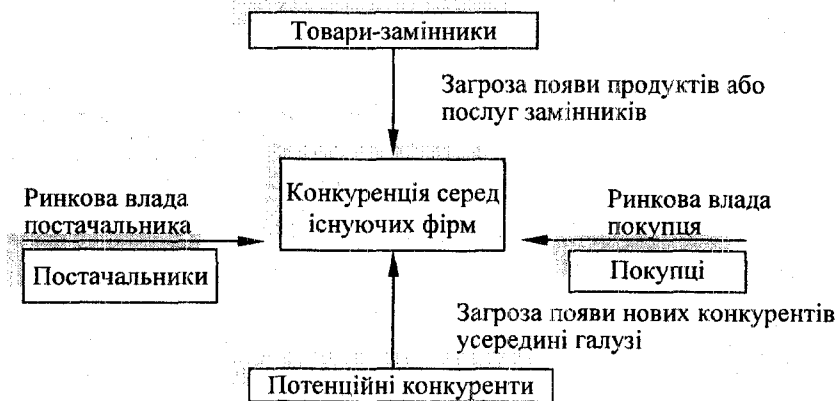 Товари-замінники
Загроза появи продуктів або
послуг замінників
Ринкова влада
постачальника
Постачальники
Конкуренція серед
існуючих фірм
Ринкова влада
покупця
Покупці
Загроза появи нових конкурентів
усередині галузі
Потенційні конкуренти